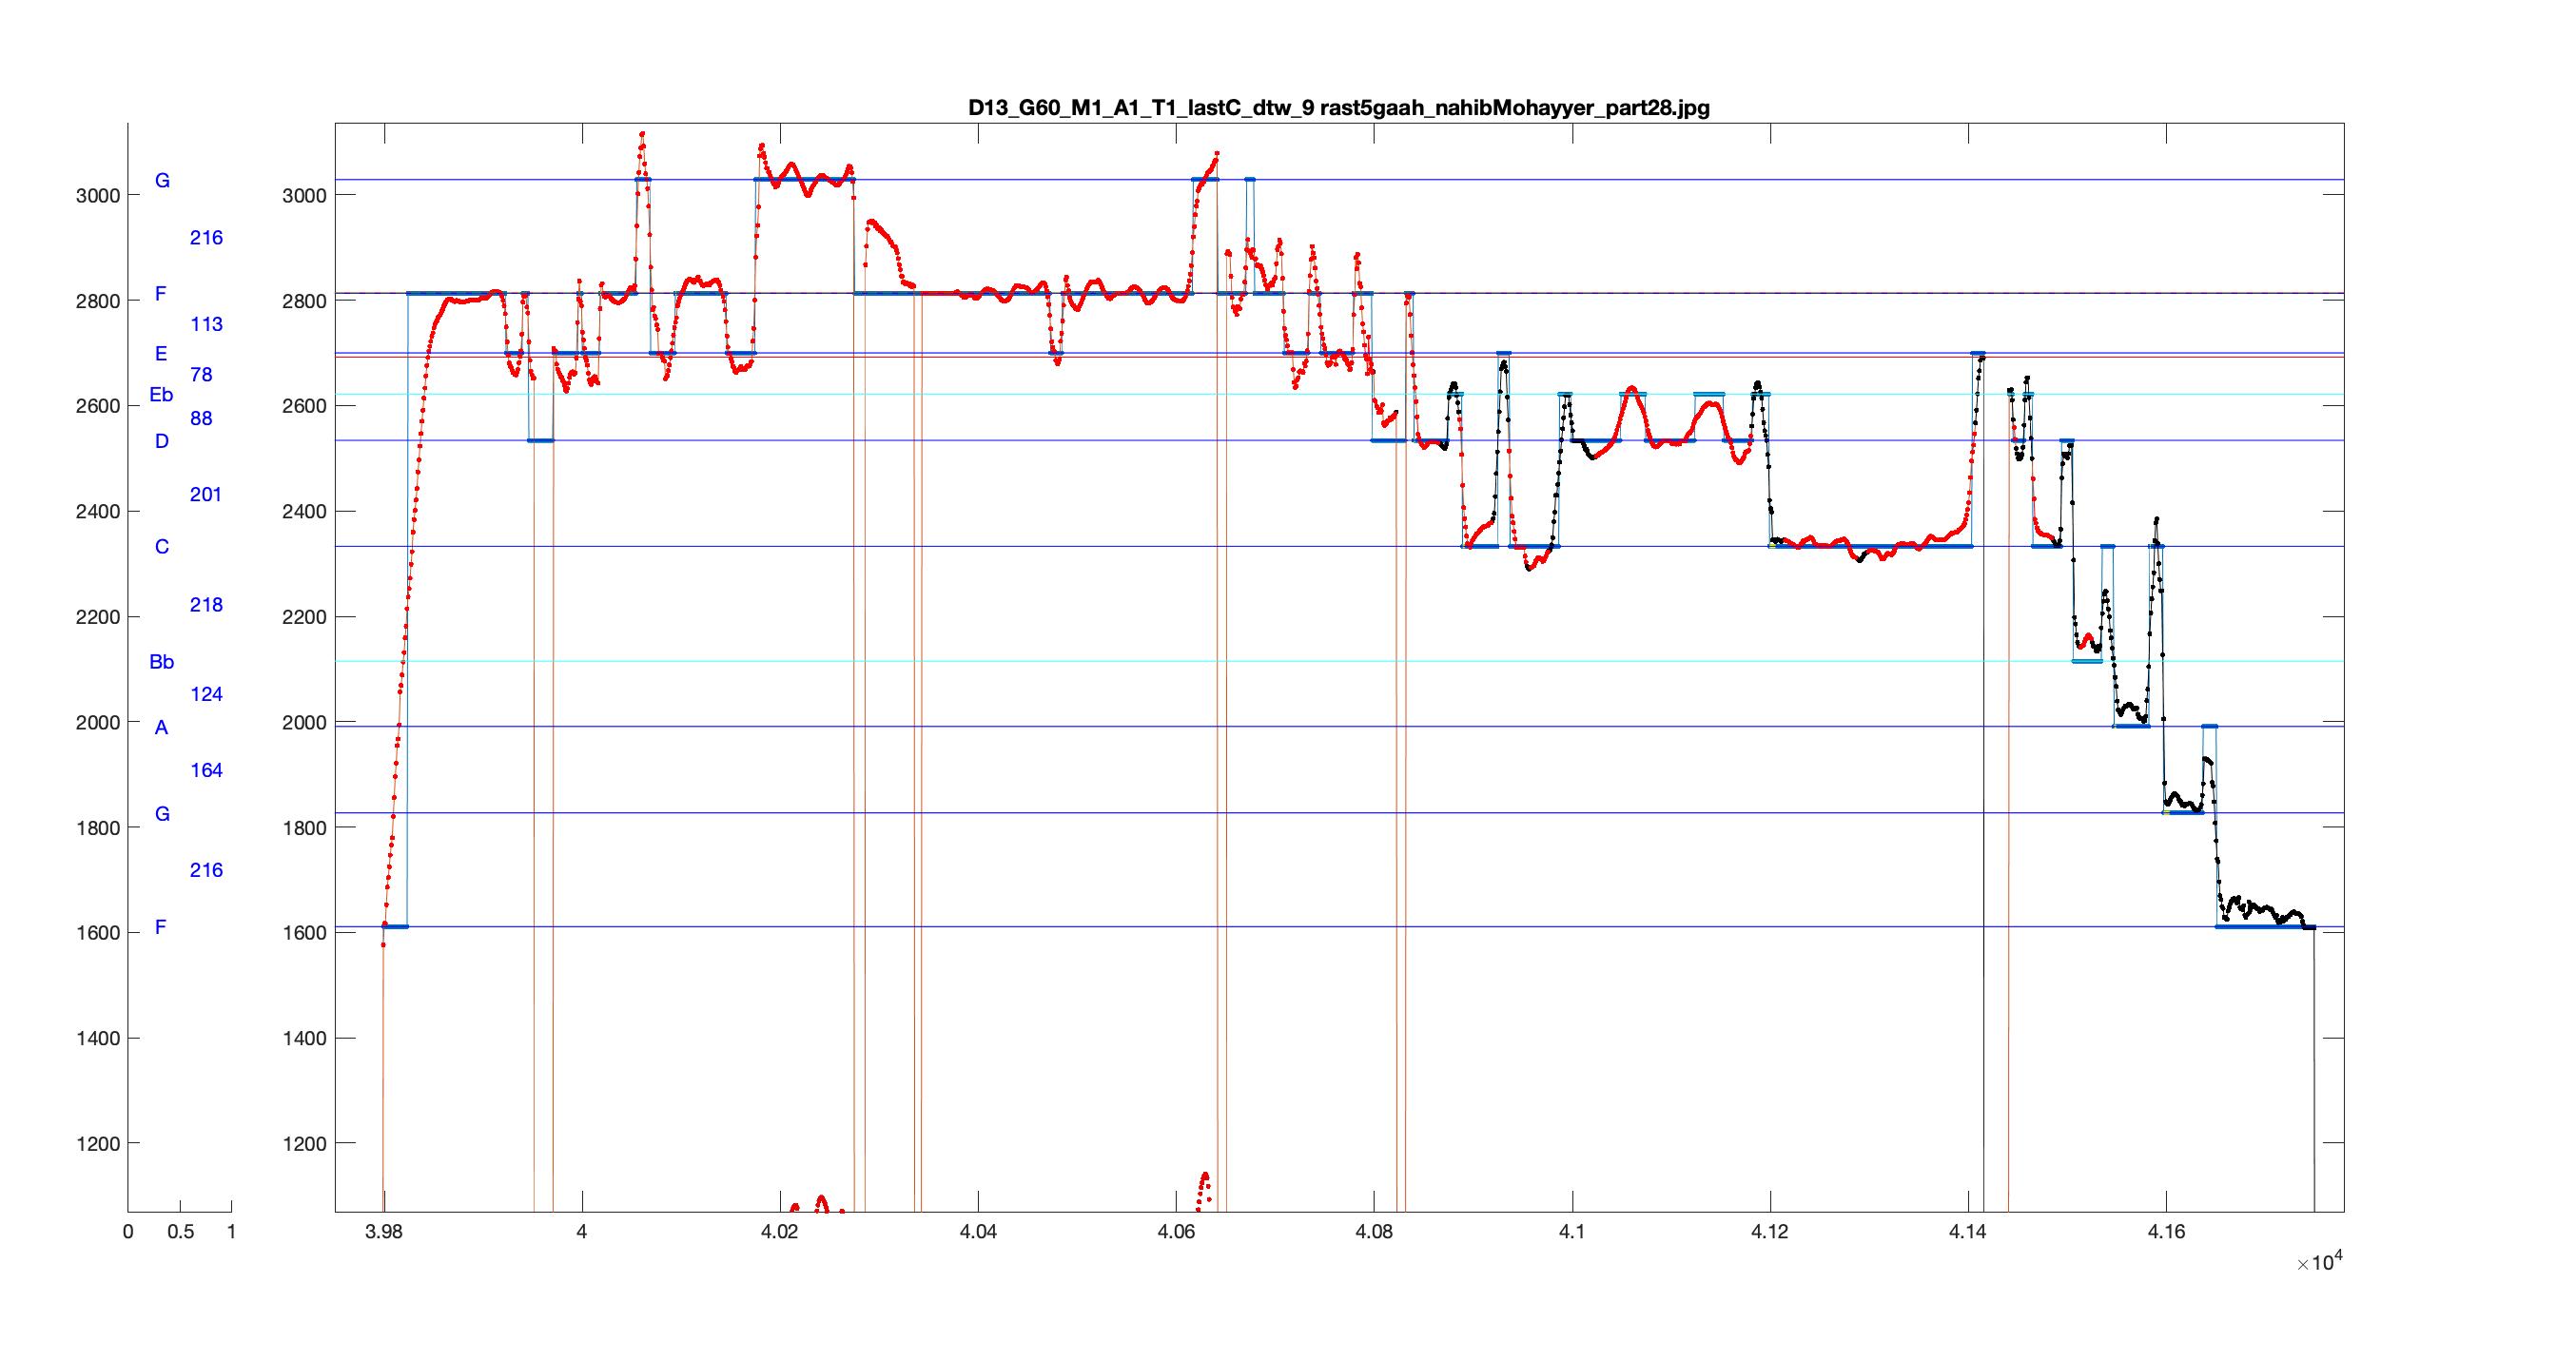 D13_G60_M1_A1_T1_lastC_dtw_9 rast5gaah_nahibMohayyer_part28.jpg
3000 G 3000
216
2800 F 2800
113
E
78
2600 Eb 2600
88
D
201
2400 2400
C
218
2200 2200
Bb
124
2000 A 2000
164
1800 G 1800
216
1600 F 1600
1400 1400
1200 1200
0 0.5 1 3.98 4 4.02 4.04 4.06 4.08 4.1 4.12 4.14 4.16
×10^4